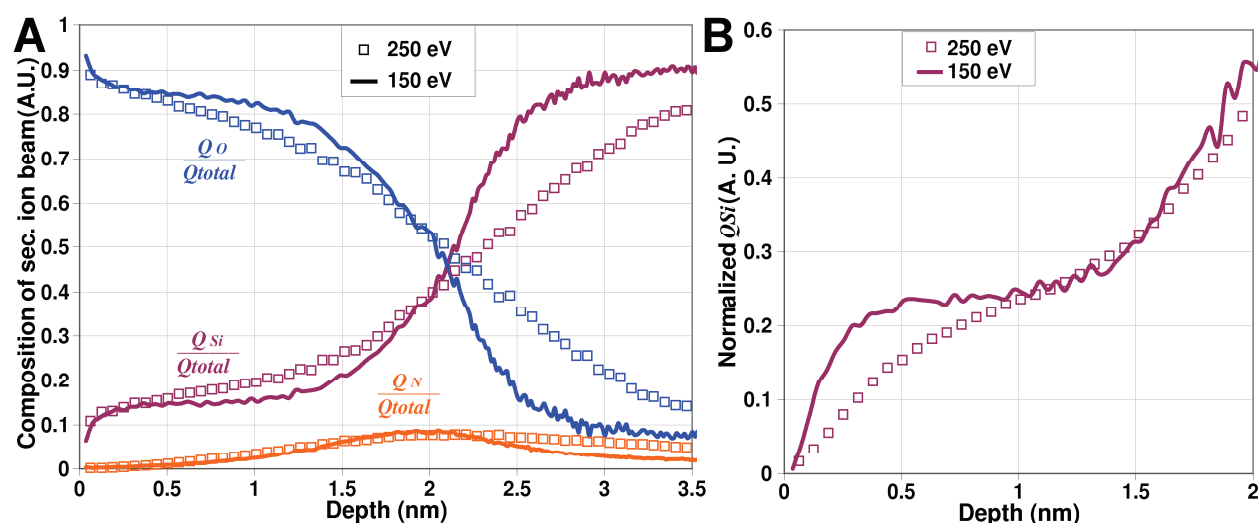 A
Composition of sec. ion beam(A.U.)
1
0.9
0.8
0.7
0.6
0.5
0.4
0.3
0.2
0.1
0
250 eV
150 eV
Q O
Qtotal
Q Si
Qtotal
Q N
Qtotal
0 0.5 1 1.5 2 2.5 3 3.5
Depth (nm)
B
Normalized QSi(A. U.)
0.6
0.5
0.4
0.3
0.2
0.1
0
250 eV
150 eV
0 0.5 1 1.5 2
Depth (nm)